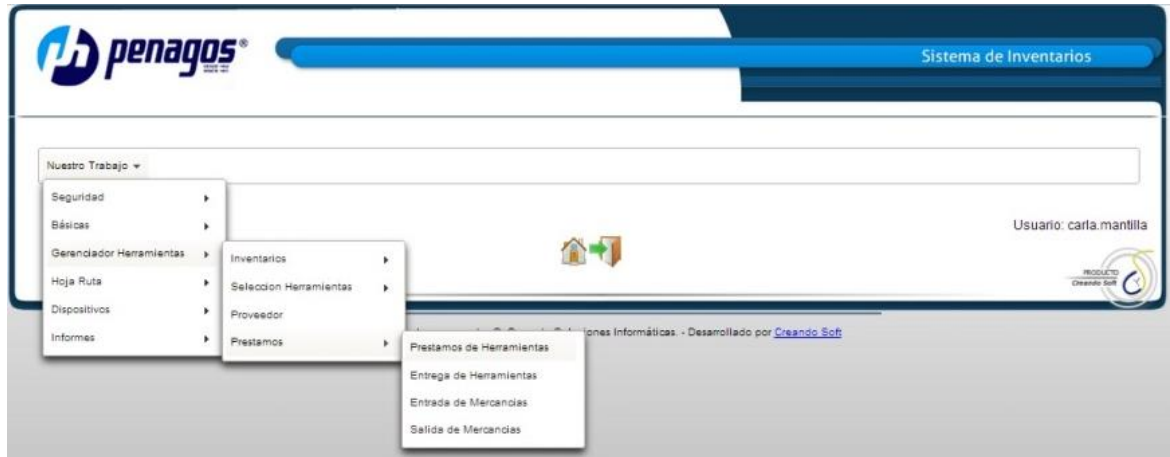 penagos®
Sistema de Inventarios
Nuestro Trabajo
Seguridad
Básicas
Gerenciador Herramientas
Hoja Ruta
Dispositivos
Informes
Inventarios
Seleccion Herramientas
Proveedor
Prestamos
Prestamos de Herramientas
Entrega de Herramientas
Entrada de Mercancias
Salida de Mercancias
Usuario: carla.mantilla
PRODUCTO
Creando Soft
Informáticas. - Desarrollado por Creando Soft